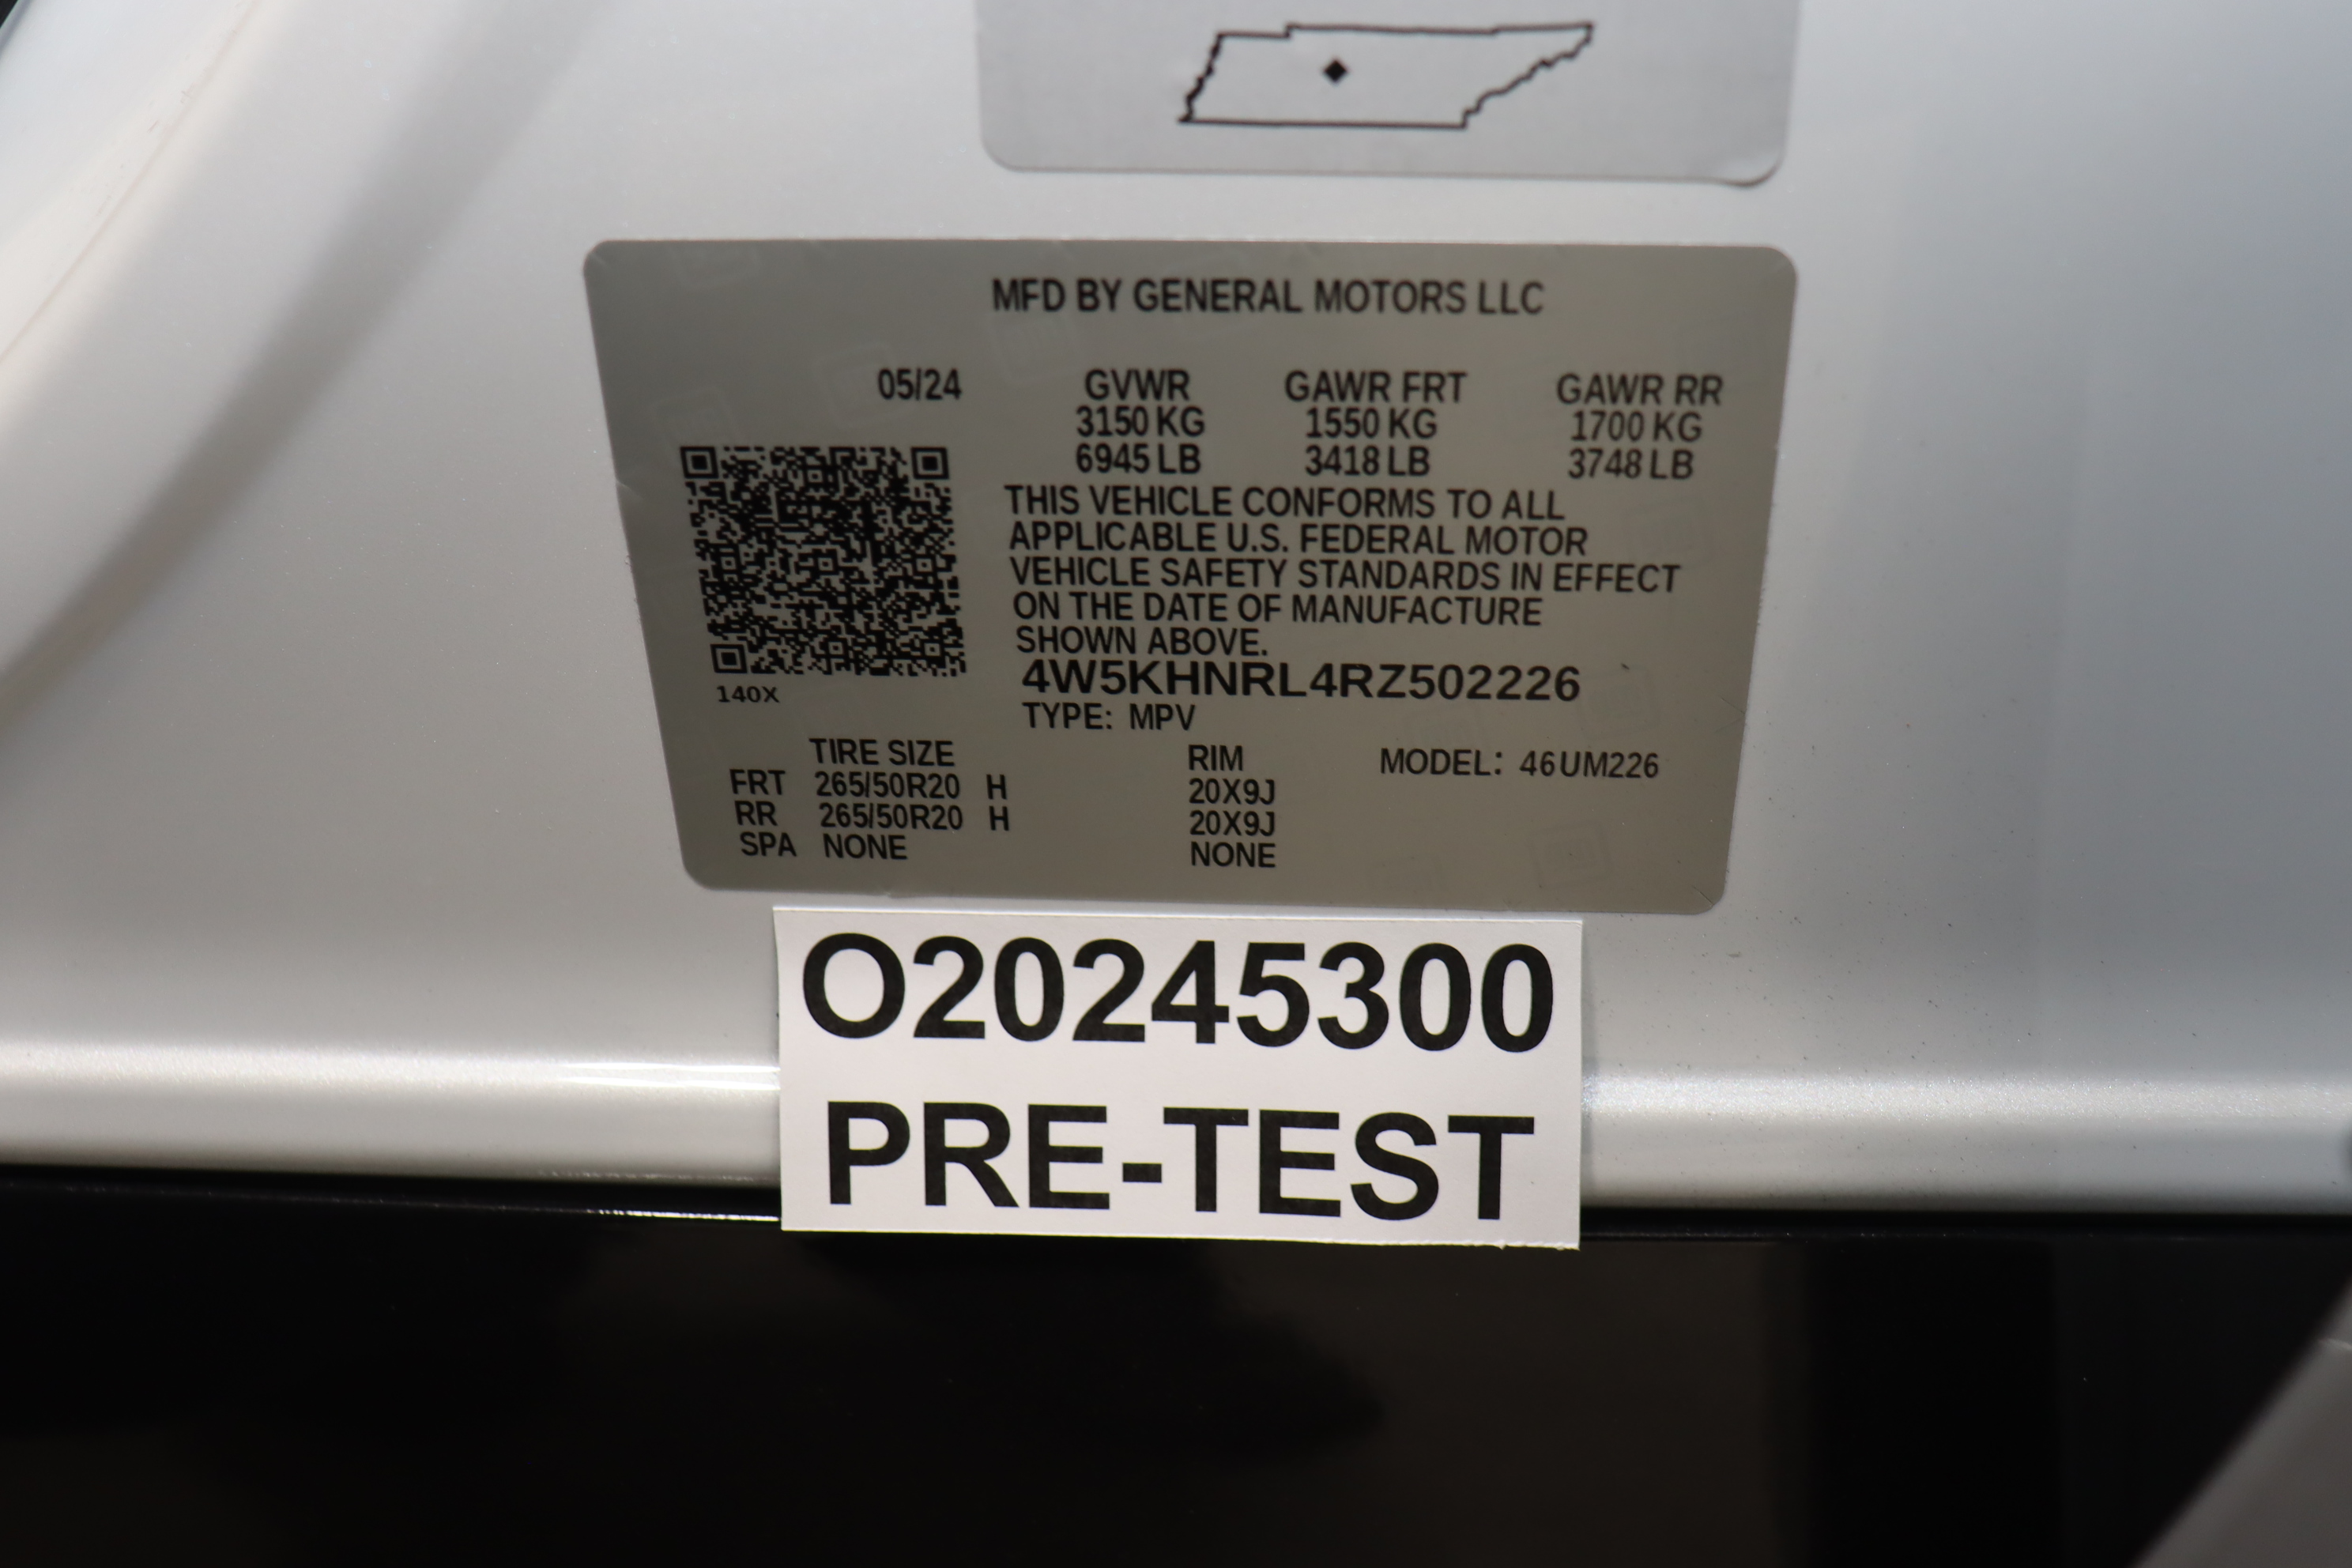 MFD BY GENERAL MOTORS LLC
05/24 GVWR GAWR FRT GAWR RR
3150 KG 1550 KG 1700 KG
6945 LB 3418 LB 3748 LB
THIS VEHICLE CONFORMS TO ALL
APPLICABLE U.S. FEDERAL MOTOR
VEHICLE SAFETY STANDARDS IN EFFECT
ON THE DATE OF MANUFACTURE
SHOWN ABOVE.
4W5KHNRL4RZ502226
140X
TYPE: MPV
TIRE SIZE RIM MODEL: 46UM226
FRT 265/50R20 H 20X9J
RR 265/50R20 H 20X9J
SPA NONE NONE
O20245300
PRE-TEST